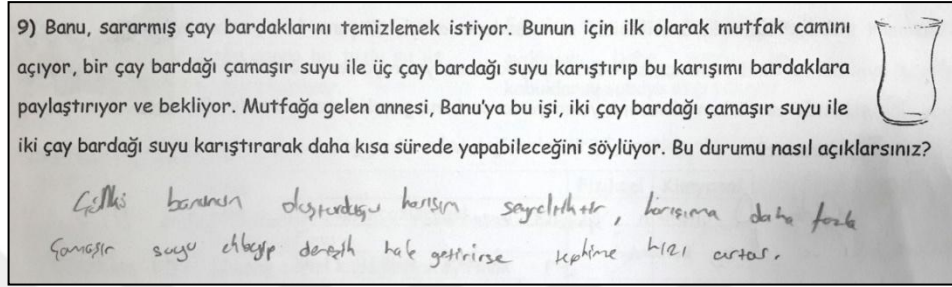 9) Banu, sararmış çay bardaklarını temizlemek istiyor. Bunun için ilk olarak mutfak camını
açıyor, bir çay bardağı çamaşır suyu ile üç çay bardağı suyu karıştırıp bu karışımı bardaklara
paylaştırıyor ve bekliyor. Mutfağa gelen annesi, Banu'ya bu işi, iki çay bardağı çamaşır suyu ile
iki çay bardağı suyu karıştırarak daha kısa sürede yapabileceğini söylüyor. Bu durumu nasıl açıklarsınız?
Çünkü banunun oluşturduğu karışım seyreltiktir, karışıma daha fazla
Çamaşır suyu ekleyip derişik hale getirirse tepkime hızı artar.